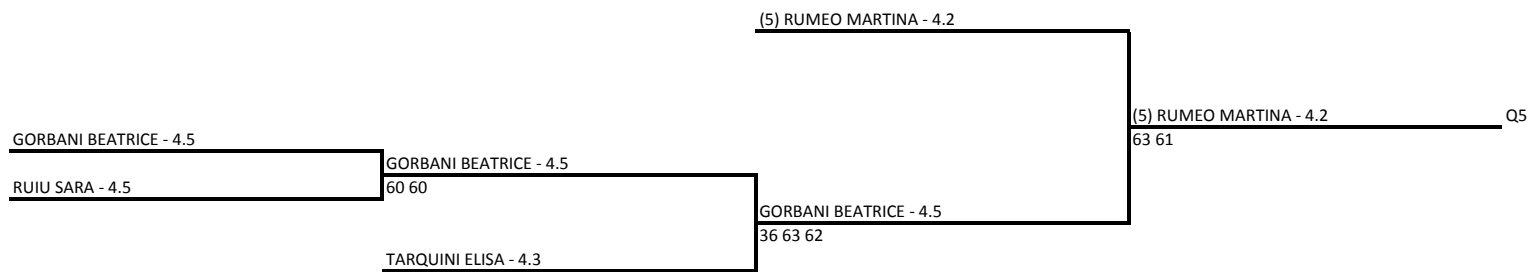 (5) RUMEO MARTINA - 4.2
(5) RUMEO MARTINA - 4.2 Q5
63 61
GORBANI BEATRICE - 4.5
GORBANI BEATRICE - 4.5
60 60
RUIU SARA - 4.5
GORBANI BEATRICE - 4.5
36 63 62
TARQUINI ELISA - 4.3